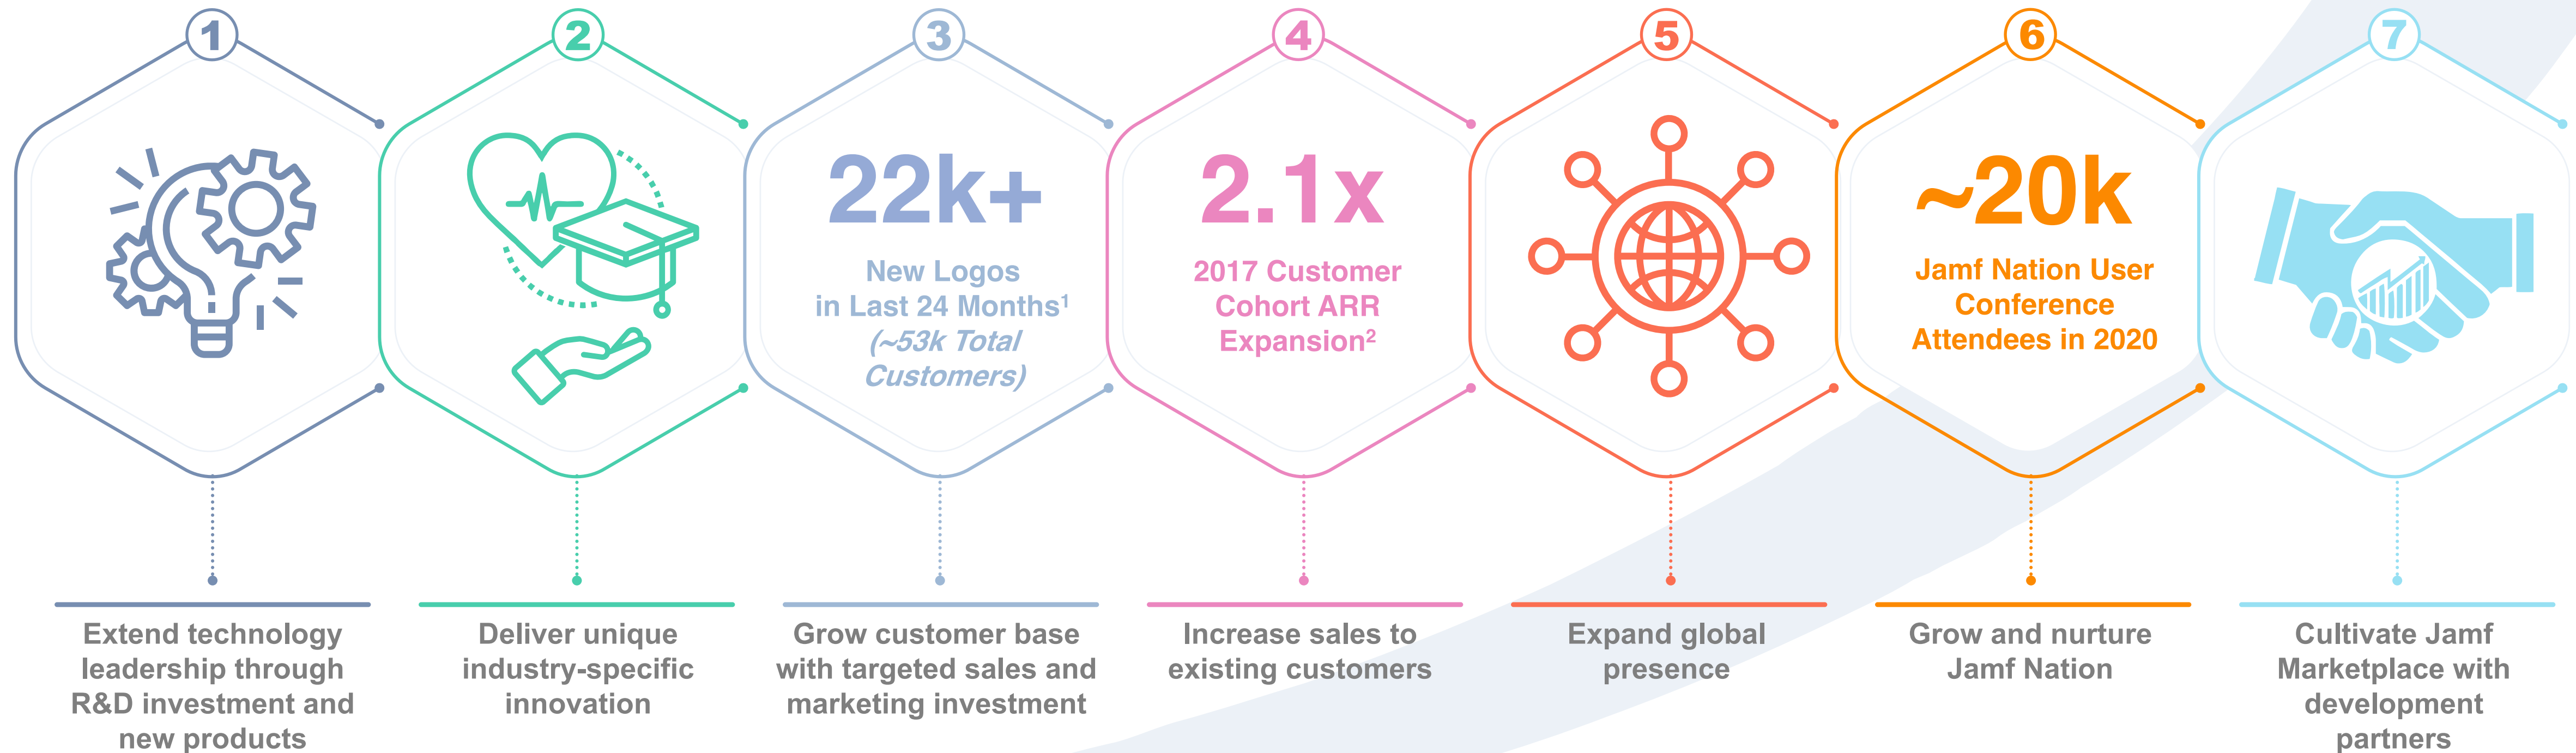 1
2
3
22k+
New Logos
in Last 24 Months¹
(~53k Total
Customers)
4
2.1x
2017 Customer
Cohort ARR
Expansion²
5
6
~20k
Jamf Nation User
Conference
Attendees in 2020
7
Extend technology
leadership through
R&D investment and
new products
Deliver unique
industry-specific
innovation
Grow customer base
with targeted sales and
marketing investment
Increase sales to
existing customers
Expand global
presence
Grow and nurture
Jamf Nation
Cultivate Jamf
Marketplace with
development
partners